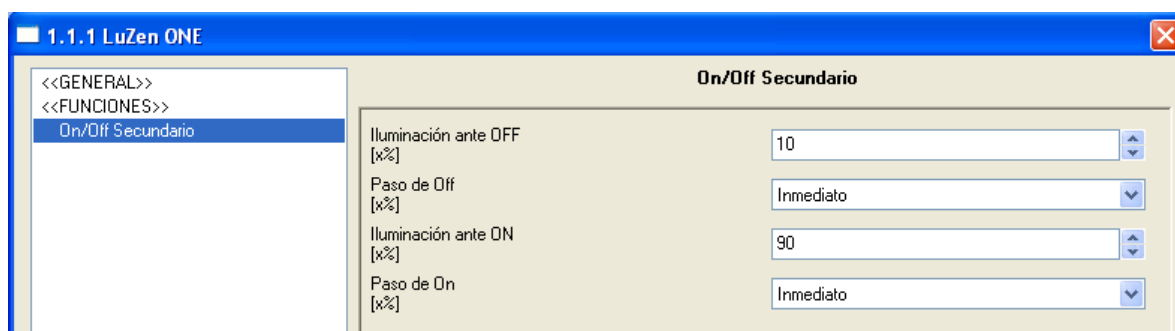 1.1.1 LuZen ONE
<<GENERAL>>
<<FUNCIONES>>
On/Off Secundario
On/Off Secundario
Iluminación ante OFF
[x%]
10
Paso de Off
[x%]
Inmediato
Iluminación ante ON
[x%]
90
Paso de On
[x%]
Inmediato